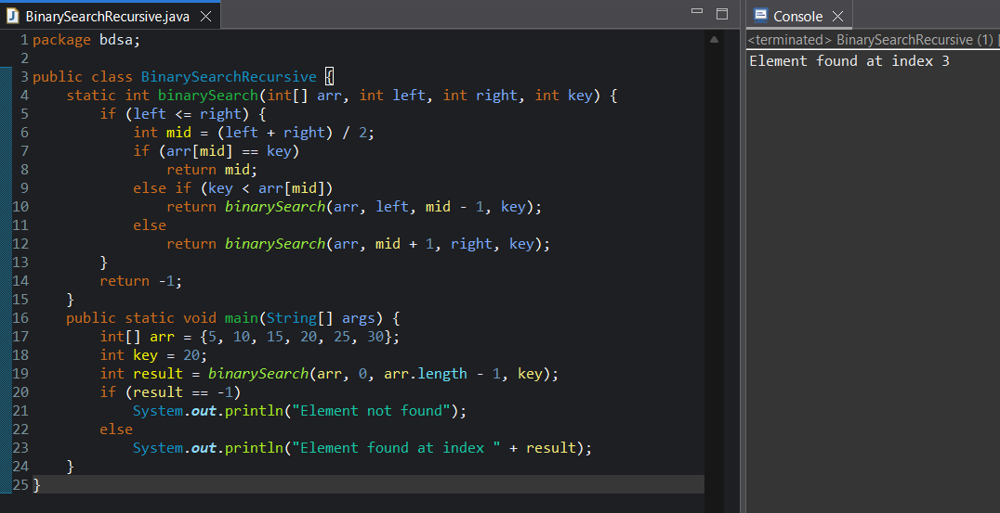 BinarySearchRecursive.java
1 package bdsa;
2
3 public class BinarySearchRecursive {
4     static int binarySearch(int[] arr, int left, int right, int key) {
5         if (left <= right) {
6             int mid = (left + right) / 2;
7             if (arr[mid] == key)
8                 return mid;
9             else if (key < arr[mid])
10                 return binarySearch(arr, left, mid - 1, key);
11             else
12                 return binarySearch(arr, mid + 1, right, key);
13         }
14         return -1;
15     }
16     public static void main(String[] args) {
17         int[] arr = {5, 10, 15, 20, 25, 30};
18         int key = 20;
19         int result = binarySearch(arr, 0, arr.length - 1, key);
20         if (result == -1)
21             System.out.println("Element not found");
22         else
23             System.out.println("Element found at index " + result);
24     }
25 }
Console
<terminated> BinarySearchRecursive (1) [
Element found at index 3